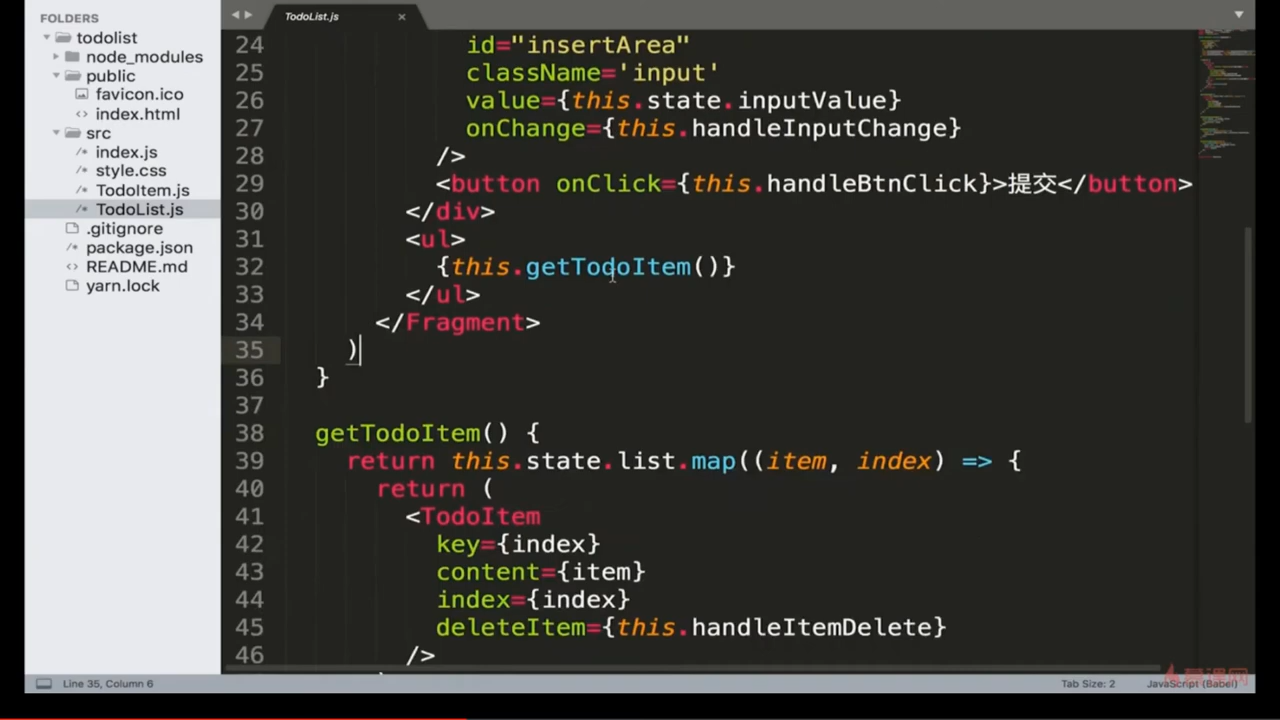 FOLDERS
todolist
node_modules
public
favicon.ico
index.html
src
index.js
style.css
TodoItem.js
TodoList.js
.gitignore
package.json
README.md
yarn.lock
TodoList.js
24 id="insertArea"
25 className='input'
26 value={this.state.inputValue}
27 onChange={this.handleInputChange}
28 />
29 <button onClick={this.handleBtnClick}>提交</button>
30 </div>
31 <ul>
32 {this.getTodoItem()}
33 </ul>
34 </Fragment>
35 )
36 }
37
38 getTodoItem() {
39 return this.state.list.map((item, index) => {
40 return (
41 <TodoItem
42 key={index}
43 content={item}
44 index={index}
45 deleteItem={this.handleItemDelete}
46 />
慕课网
Line 35, Column 6
Tab Size: 2
JavaScript (Babel)